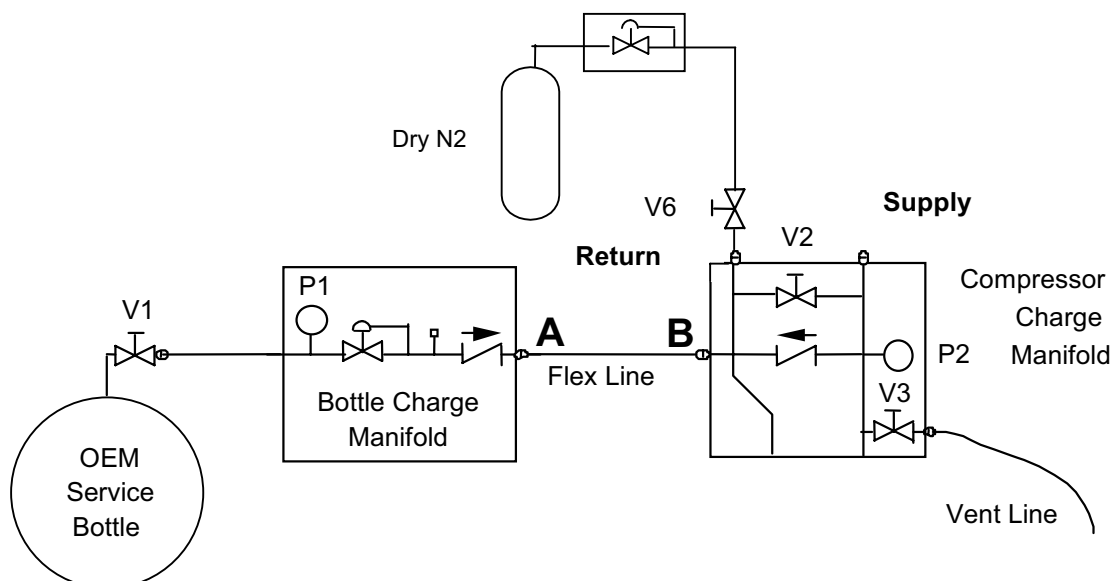 Dry N2
V6
Supply
Return
V2
P1
V1
A
B
Compressor
Charge
Manifold
P2
Flex Line
V3
Bottle Charge
Manifold
OEM
Service
Bottle
Vent Line